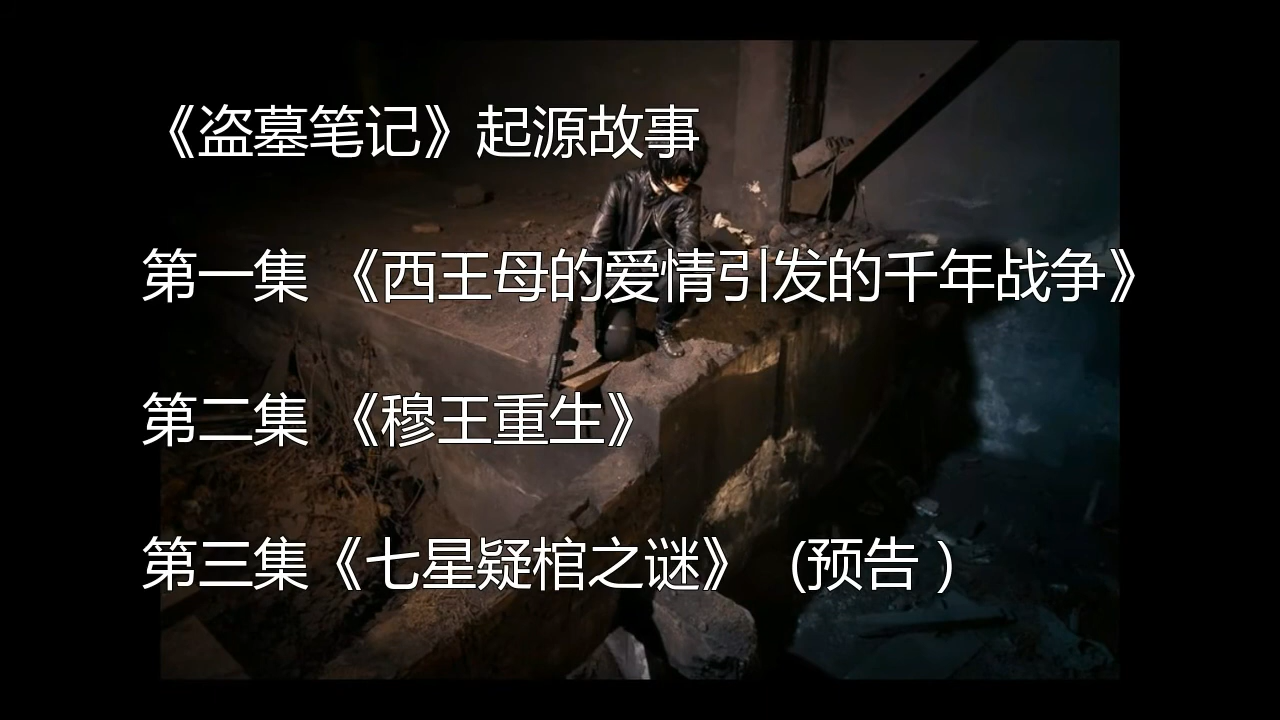 《盗墓笔记》起源故事
第一集 《西王母的爱情引发的千年战争》
第二集 《穆王重生》
第三集《七星疑棺之谜》 (预告）